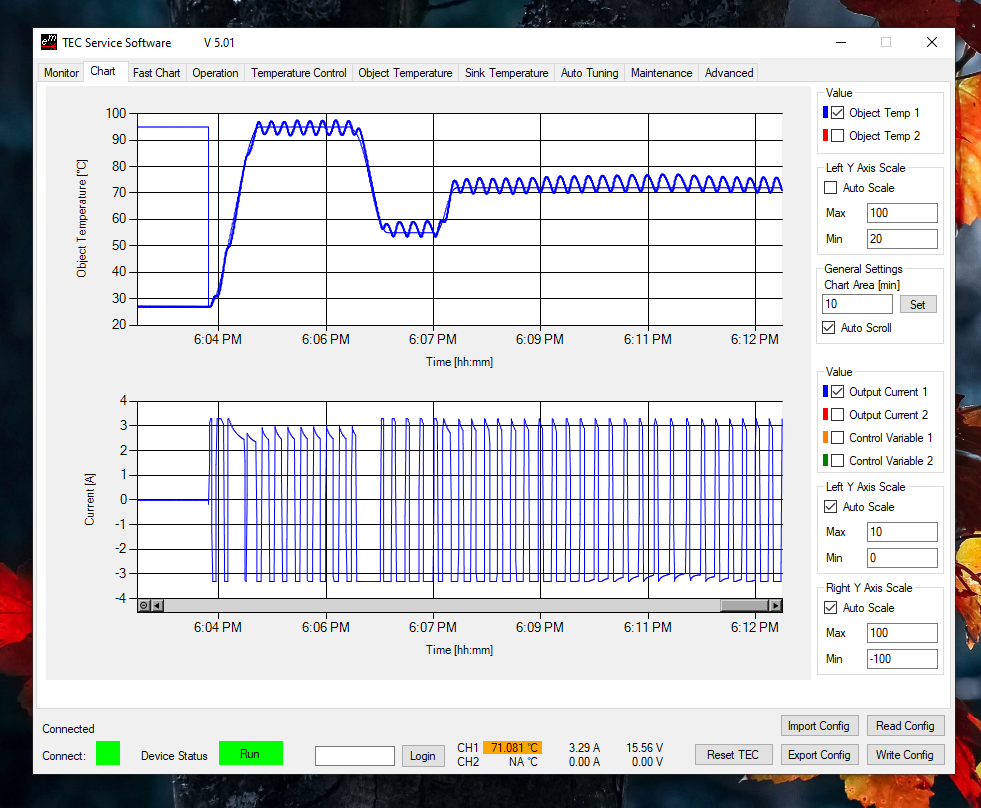 TEC Service Software V 5.01
Monitor Chart Fast Chart Operation Temperature Control Object Temperature Sink Temperature Auto Tuning Maintenance Advanced
Object Temperature [°C]
100
90
80
70
60
50
40
30
20
6:04 PM 6:06 PM 6:07 PM 6:09 PM 6:11 PM 6:12 PM
Time [hh:mm]
Current [A]
4
3
2
1
0
-1
-2
-3
-4
6:04 PM 6:06 PM 6:07 PM 6:09 PM 6:11 PM 6:12 PM
Time [hh:mm]
Value
Object Temp 1
Object Temp 2
Left Y Axis Scale
Auto Scale
Max 100
Min 20
General Settings
Chart Area [min]
10 Set
Auto Scroll
Value
Output Current 1
Output Current 2
Control Variable 1
Control Variable 2
Left Y Axis Scale
Auto Scale
Max 10
Min 0
Right Y Axis Scale
Auto Scale
Max 100
Min -100
Connected
Connect: Device Status Run Login
CH1 71.081 °C 3.29 A 15.56 V
CH2 NA °C 0.00 A 0.00 V
Import Config Read Config
Reset TEC Export Config Write Config